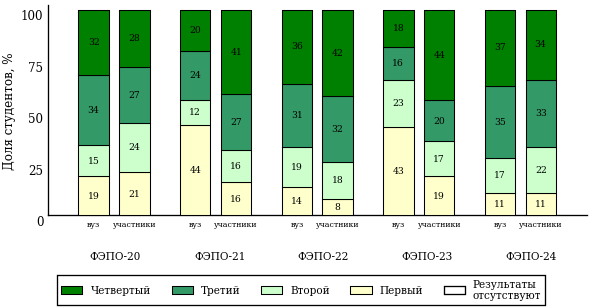 Доля студентов, %
100
75
50
25
0
32 28 20 41 36 42 18 44 37 34
34 27 24 27 31 32 16 20 35 33
15 24 12 16 19 18 23 17 17 22
19 21 44 16 14 8 43 19 11 11
вуз участники вуз участники вуз участники вуз участники вуз участники
ФЭПО-20 ФЭПО-21 ФЭПО-22 ФЭПО-23 ФЭПО-24
Четвертый Третий Второй Первый Результаты
отсутствуют